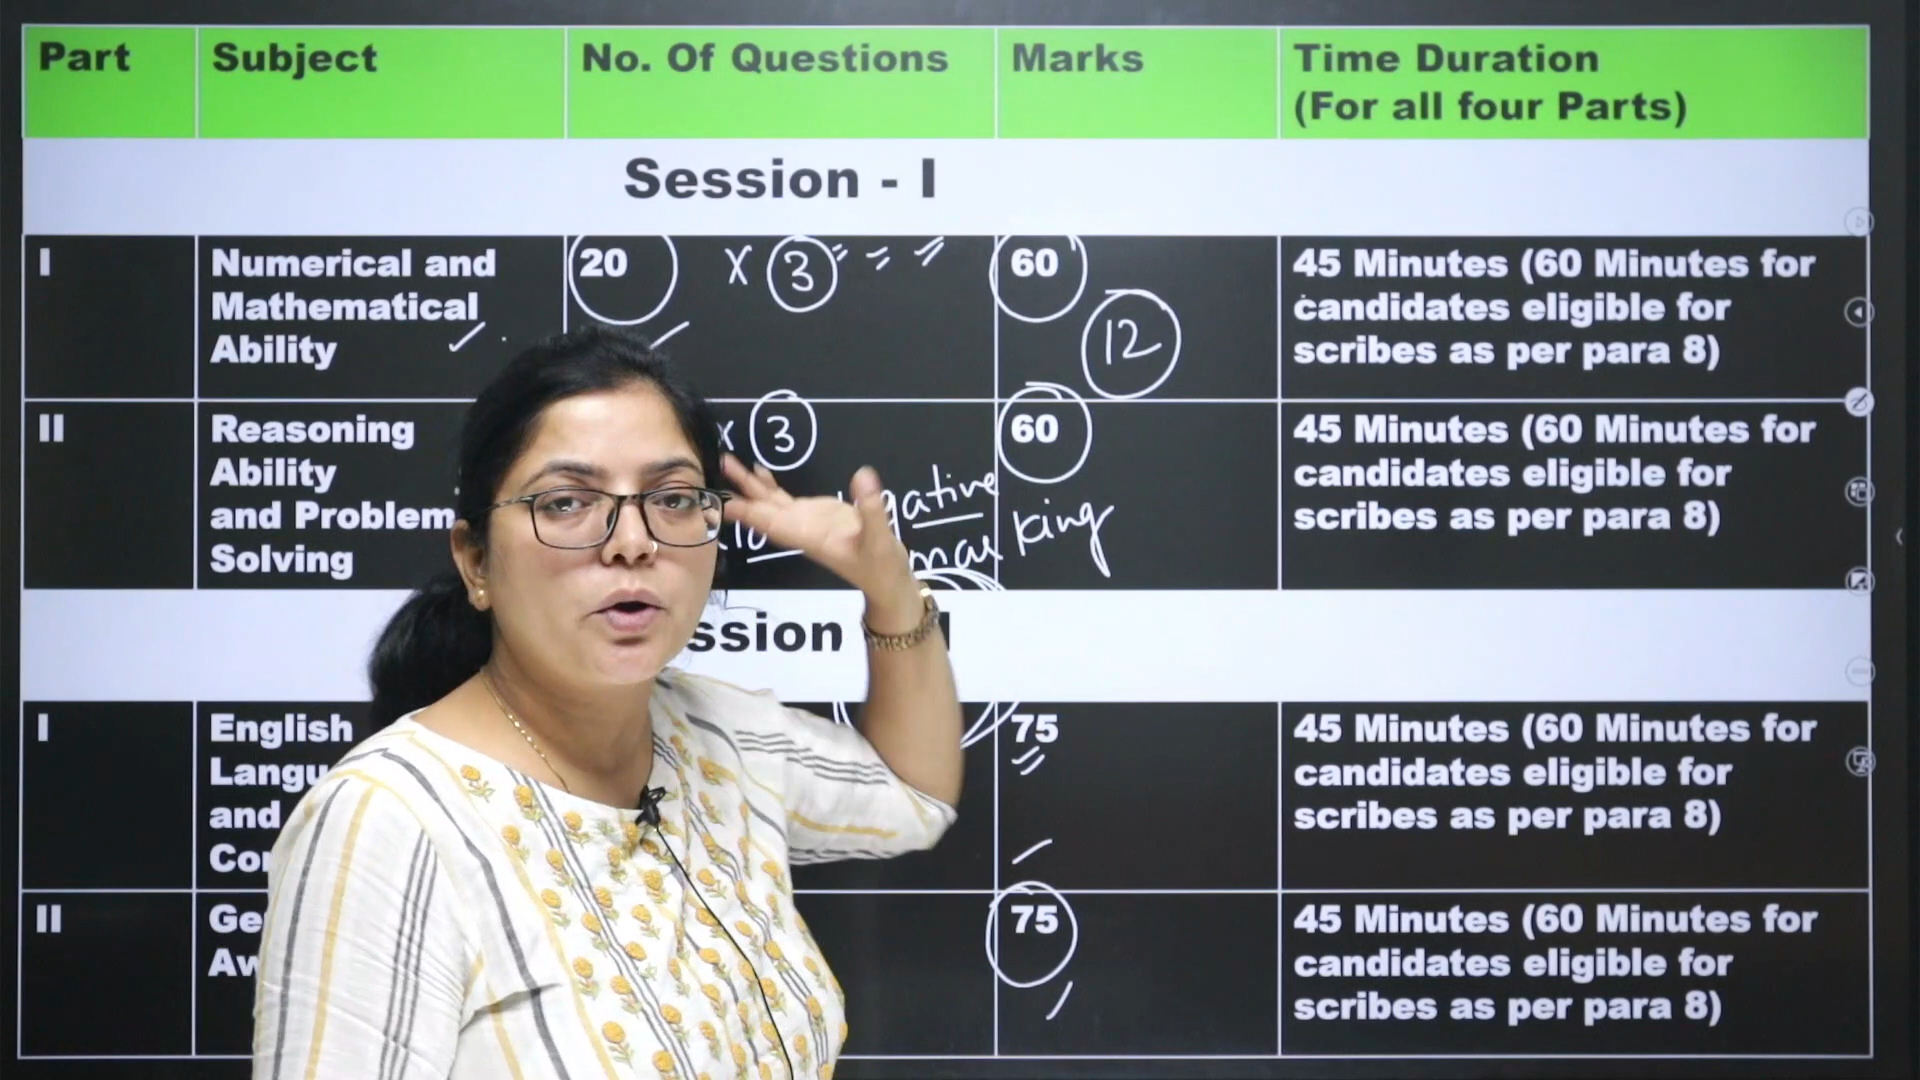 Part
Subject
No. Of Questions
Marks
Time Duration
(For all four Parts)
Session - I
I
Numerical and
Mathematical
Ability
20
x 3
60
12
45 Minutes (60 Minutes for
candidates eligible for
scribes as per para 8)
II
Reasoning
Ability
and Problem
Solving
x 3
gative
marking
60
45 Minutes (60 Minutes for
candidates eligible for
scribes as per para 8)
ssion
I
English
Langu
and
75
45 Minutes (60 Minutes for
candidates eligible for
scribes as per para 8)
II
Ge
75
45 Minutes (60 Minutes for
candidates eligible for
scribes as per para 8)